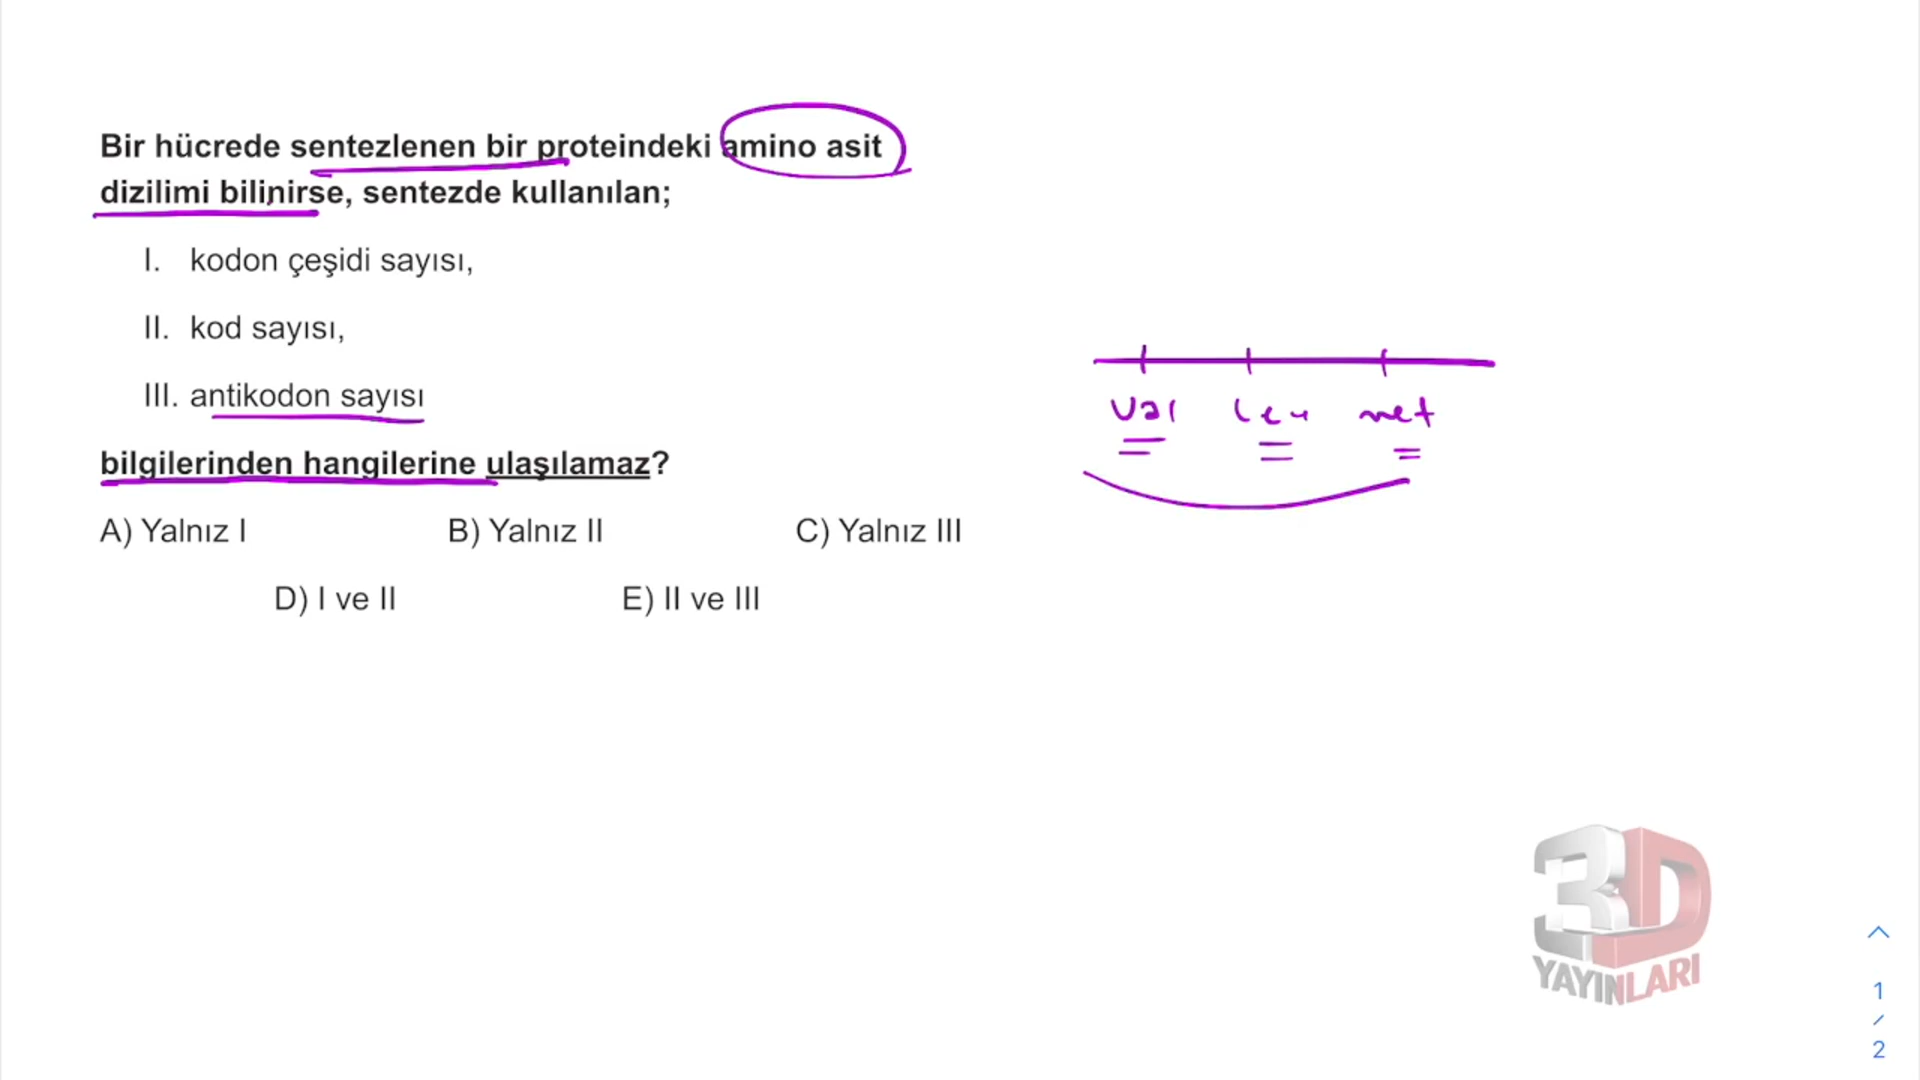 Bir hücrede sentezlenen bir proteindeki amino asit
dizilimi bilinirse, sentezde kullanılan;
I. kodon çeşidi sayısı,
II. kod sayısı,
III. antikodon sayısı
bilgilerinden hangilerine ulaşılamaz?
A) Yalnız I B) Yalnız II C) Yalnız III
D) I ve II E) II ve III
Val Leu met
3D
YAYINLARI
1
/
2